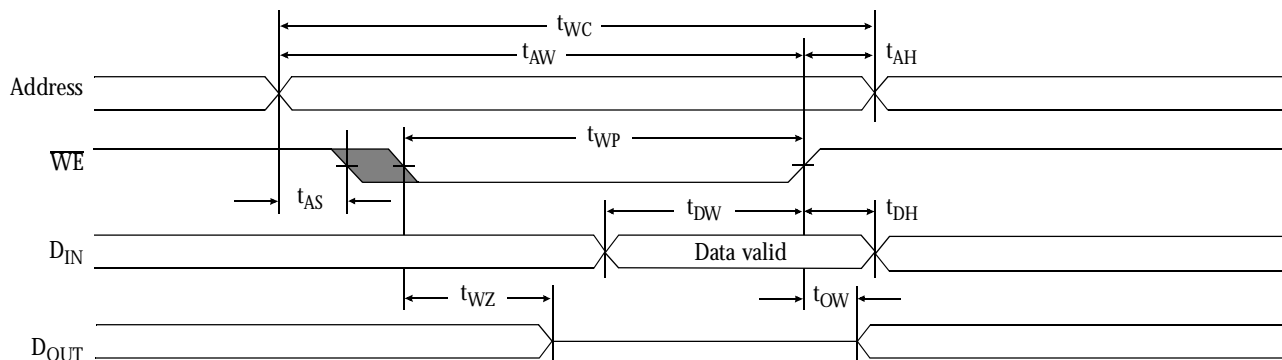 tWC
tAW
tAH
Address
tWP
WE
tAS
tDW
tDH
DIN
Data valid
tWZ
tOW
DOUT